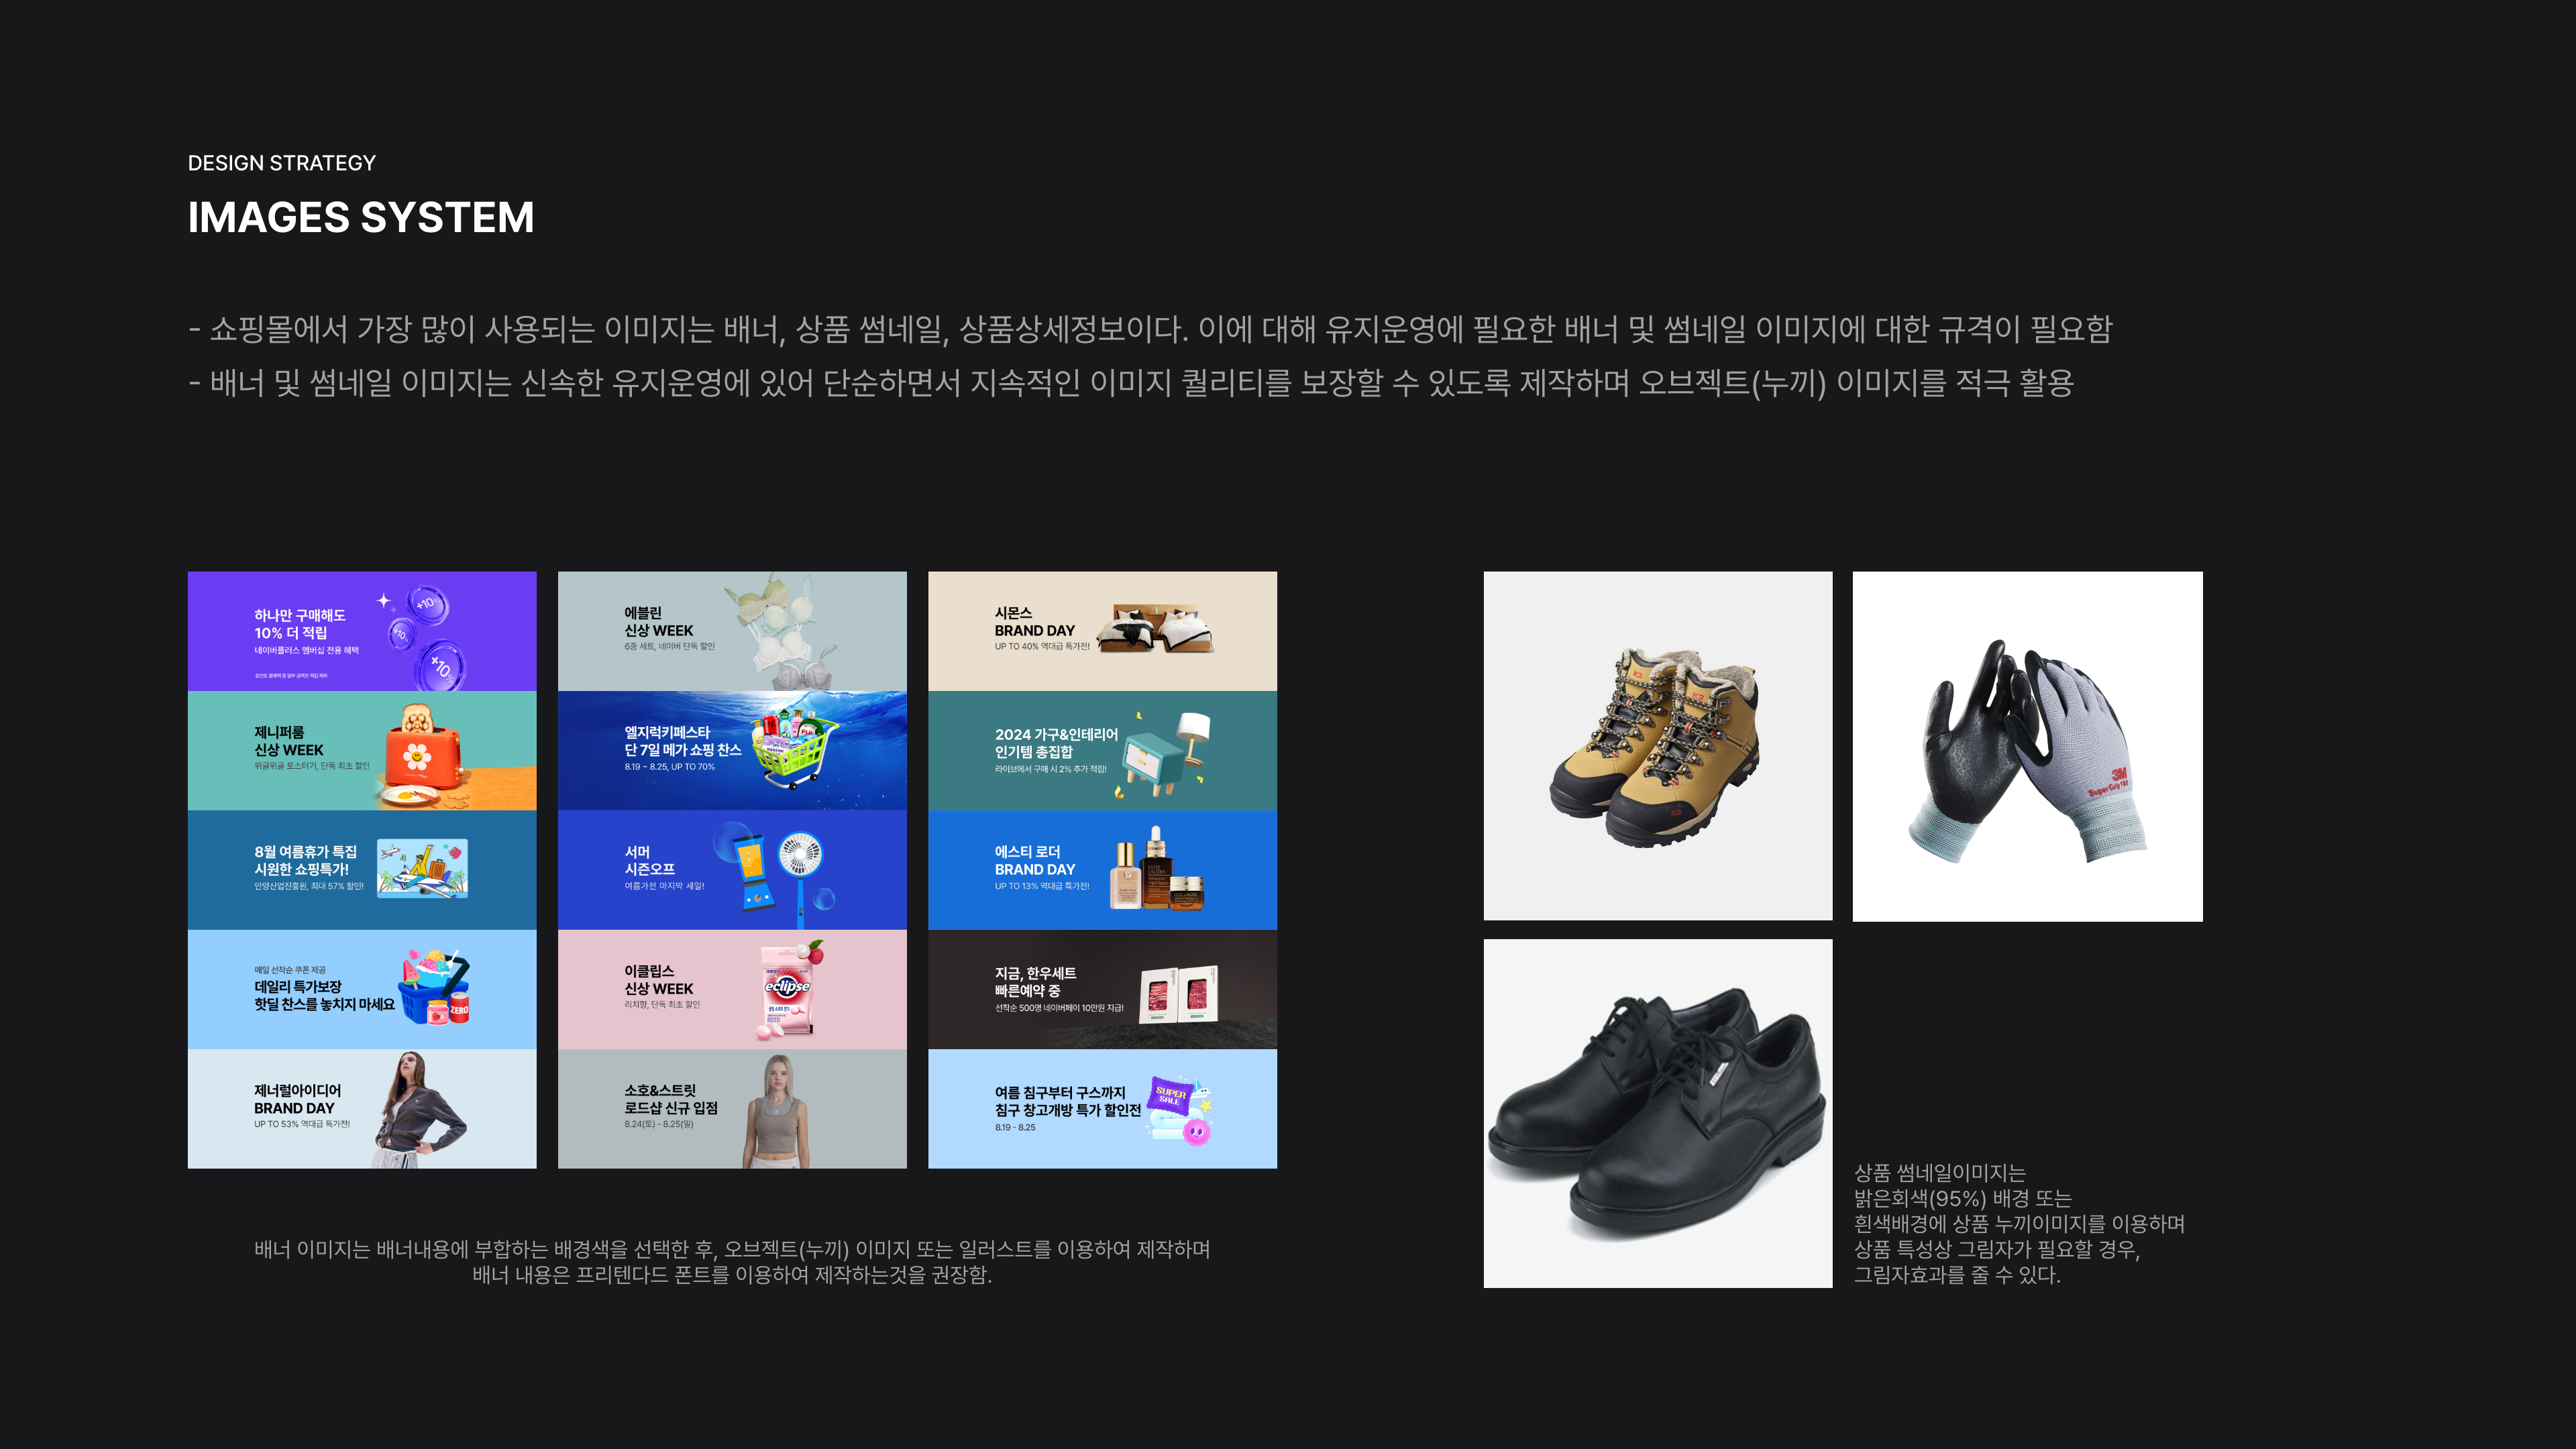 DESIGN STRATEGY
IMAGES SYSTEM
- 쇼핑몰에서 가장 많이 사용되는 이미지는 배너, 상품 썸네일, 상품상세정보이다. 이에 대해 유지운영에 필요한 배너 및 썸네일 이미지에 대한 규격이 필요함
- 배너 및 썸네일 이미지는 신속한 유지운영에 있어 단순하면서 지속적인 이미지 퀄리티를 보장할 수 있도록 제작하며 오브젝트(누끼) 이미지를 적극 활용
하나만 구매해도
10% 더 적립
네이버플러스 멤버십 전용 혜택
+10
+10
+10
제니퍼룸
신상 WEEK
위글위글 토스터기, 단독 최초 할인
8월 여름휴가 특집
시원한 쇼핑특가!
안양산업진흥원, 최대 57% 할인!
매일 선착순 쿠폰 제공
데일리 특가보장
핫딜 찬스를 놓치지 마세요
ZERO
제너럴아이디어
BRAND DAY
UP TO 53% 역대급 특가전!
에블린
신상 WEEK
6종 세트, 네이버 단독 할인
엘지럭키페스타
단 7일 메가 쇼핑 찬스
8.19 ~ 8.25, UP TO 70%
서머
시즌오프
여름가전 마지막 세일!
이클립스
신상 WEEK
리치향, 단독 최초 할인
eclipse
소호&스트릿
로드샵 신규 입점
8.24(토) - 8.25(일)
시몬스
BRAND DAY
UP TO 40% 역대급 특가전!
2024 가구&인테리어
인기템 총집합
라이브에서 구매 시 2% 추가 적립!
에스티 로더
BRAND DAY
UP TO 13% 역대급 특가전!
지금, 한우세트
빠른예약 중
선착순 500명 네이버페이 10만원 지급!
여름 침구부터 구스까지
침구 창고개방 특가 할인전
8.19 - 8.25
SUPER
SALE
배너 이미지는 배너내용에 부합하는 배경색을 선택한 후, 오브젝트(누끼) 이미지 또는 일러스트를 이용하여 제작하며
배너 내용은 프리텐다드 폰트를 이용하여 제작하는것을 권장함.
K2
K2
K2
3M
SuperGrip
상품 썸네일이미지는
밝은회색(95%) 배경 또는
흰색배경에 상품 누끼이미지를 이용하며
상품 특성상 그림자가 필요할 경우,
그림자효과를 줄 수 있다.